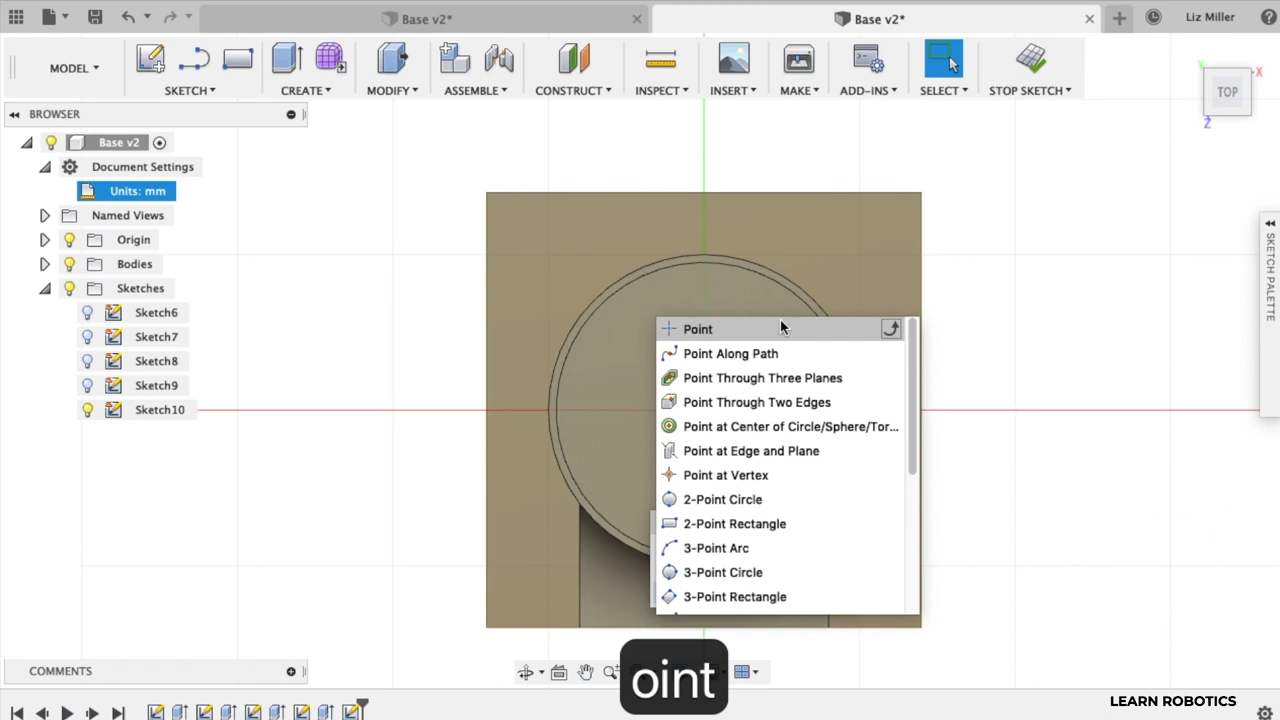 Base v2*
Base v2*
Liz Miller
MODEL
SKETCH
CREATE
MODIFY
ASSEMBLE
CONSTRUCT
INSPECT
INSERT
MAKE
ADD-INS
SELECT
STOP SKETCH
BROWSER
Base v2
Document Settings
Units: mm
Named Views
Origin
Bodies
Sketches
Sketch6
Sketch7
Sketch8
Sketch9
Sketch10
Y
X
TOP
Z
SKETCH PALETTE
Point
Point Along Path
Point Through Three Planes
Point Through Two Edges
Point at Center of Circle/Sphere/Tor...
Point at Edge and Plane
Point at Vertex
2-Point Circle
2-Point Rectangle
3-Point Arc
3-Point Circle
3-Point Rectangle
COMMENTS
oint
LEARN ROBOTICS